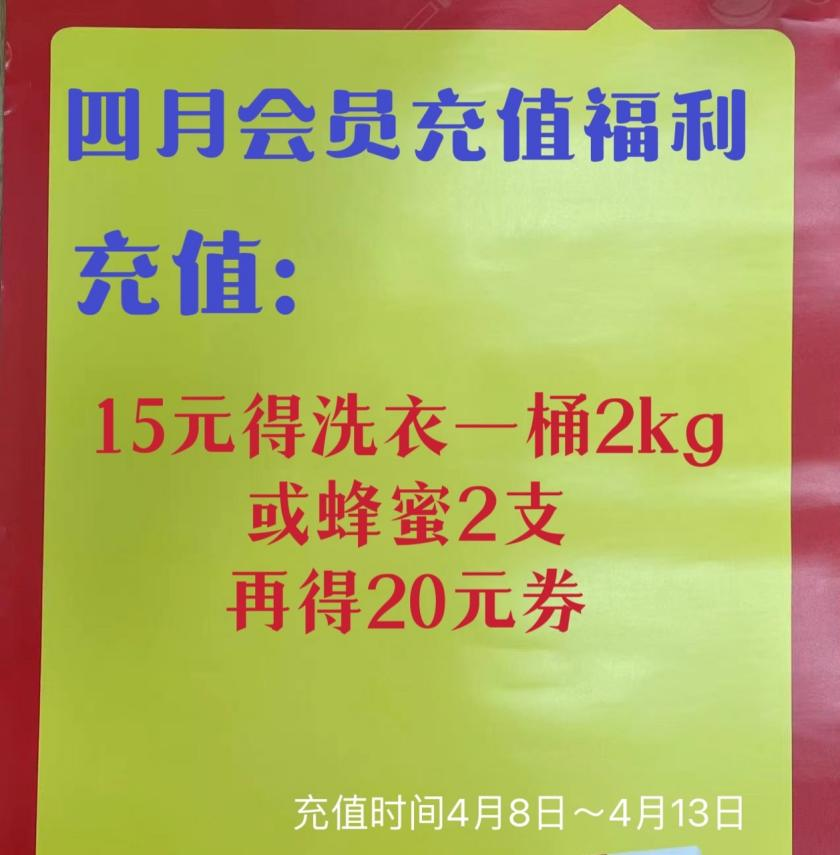 四月会员充值福利
充值:
15元得洗衣一桶2kg
或蜂蜜2支
再得20元券
充值时间4月8日～4月13日